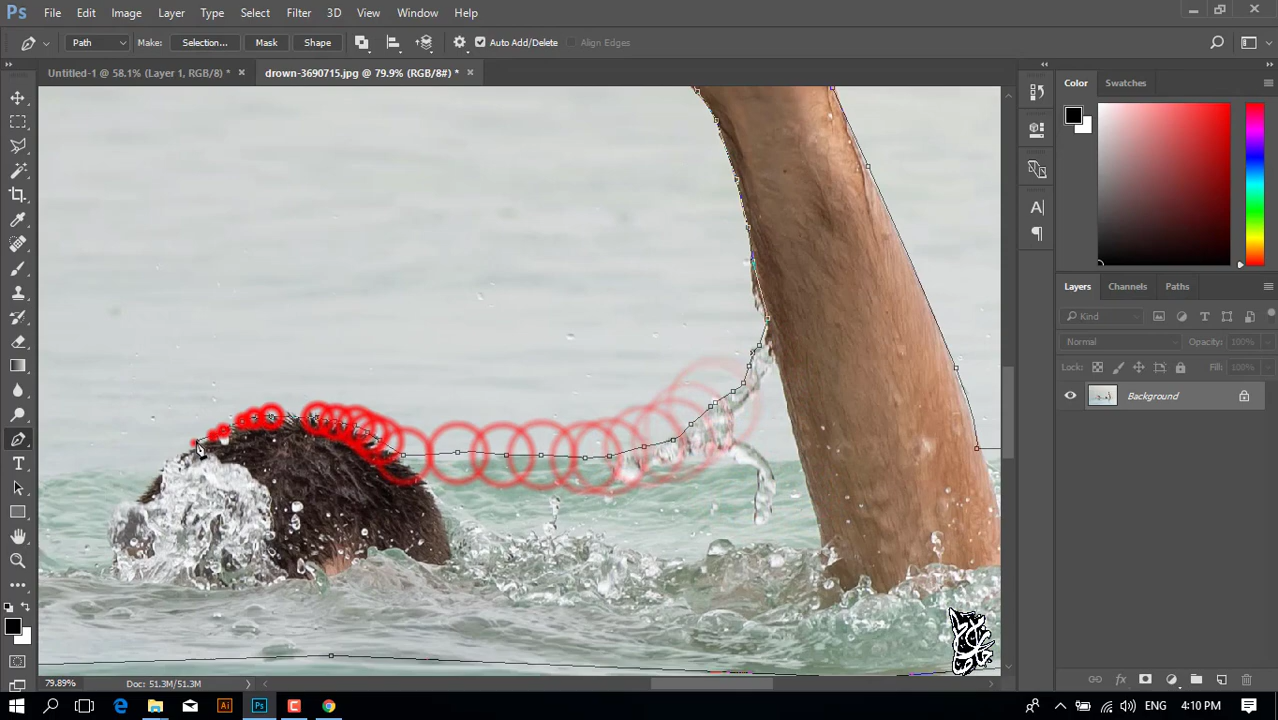 Ps File Edit Image Layer Type Select Filter 3D View Window Help
Path Make: Selection... Mask Shape Auto Add/Delete Align Edges
Untitled-1 @ 58.1% (Layer 1, RGB/8) * × drown-3690715.jpg @ 79.9% (RGB/8#) * ×
Color Swatches
Layers Channels Paths
Kind
Normal Opacity: 100%
Lock: Fill: 100%
Background
79.89% Doc: 51.3M/51.3M
Ai Ps C ENG 4:10 PM